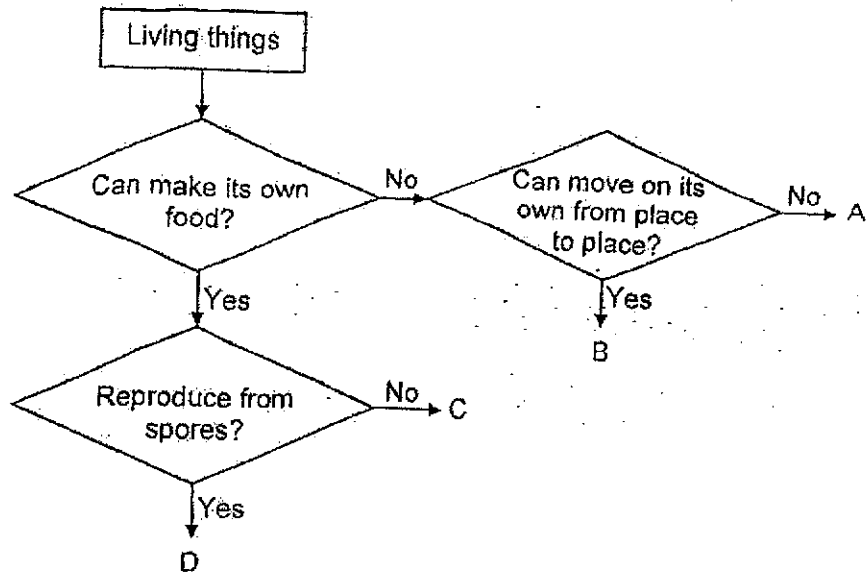 Living things
Can make its own
food?
No
Can move on its
own from place
to place?
No
A
Yes
B
Yes
Reproduce from
spores?
No
C
Yes
D